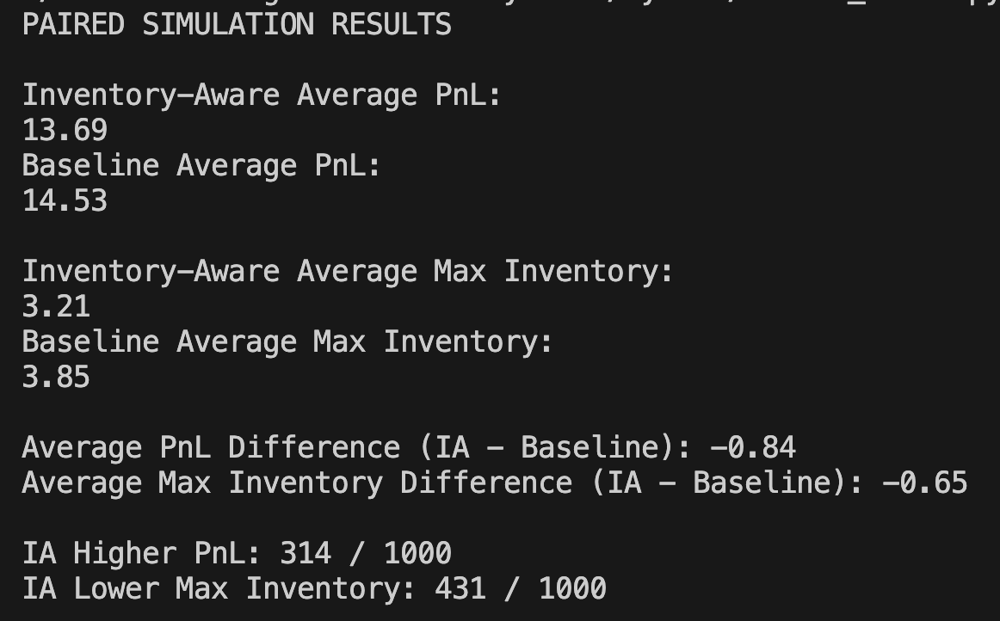 PAIRED SIMULATION RESULTS
Inventory-Aware Average PnL:
13.69
Baseline Average PnL:
14.53
Inventory-Aware Average Max Inventory:
3.21
Baseline Average Max Inventory:
3.85
Average PnL Difference (IA - Baseline): -0.84
Average Max Inventory Difference (IA - Baseline): -0.65
IA Higher PnL: 314 / 1000
IA Lower Max Inventory: 431 / 1000